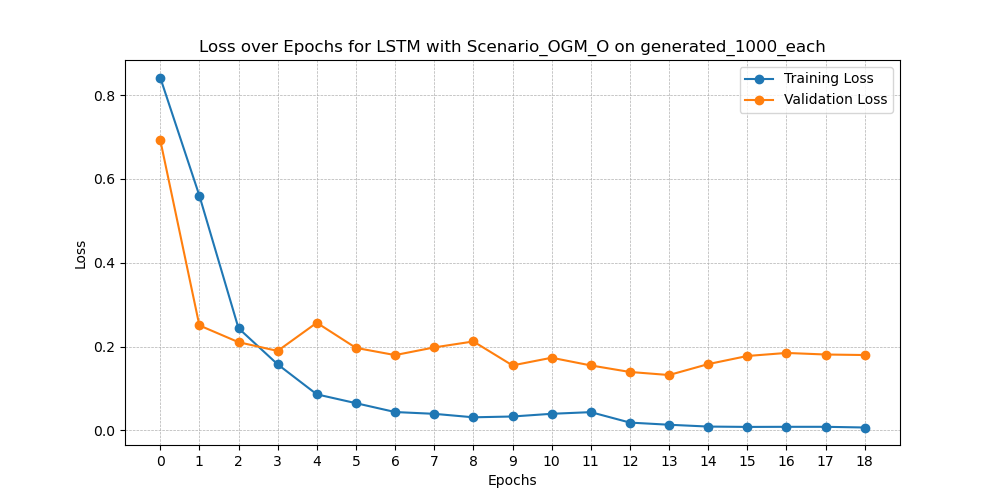 Loss over Epochs for LSTM with Scenario_OGM_O on generated_1000_each
Training Loss
Validation Loss
0.8
0.6
0.4
0.2
0.0
Loss
0 1 2 3 4 5 6 7 8 9 10 11 12 13 14 15 16 17 18
Epochs